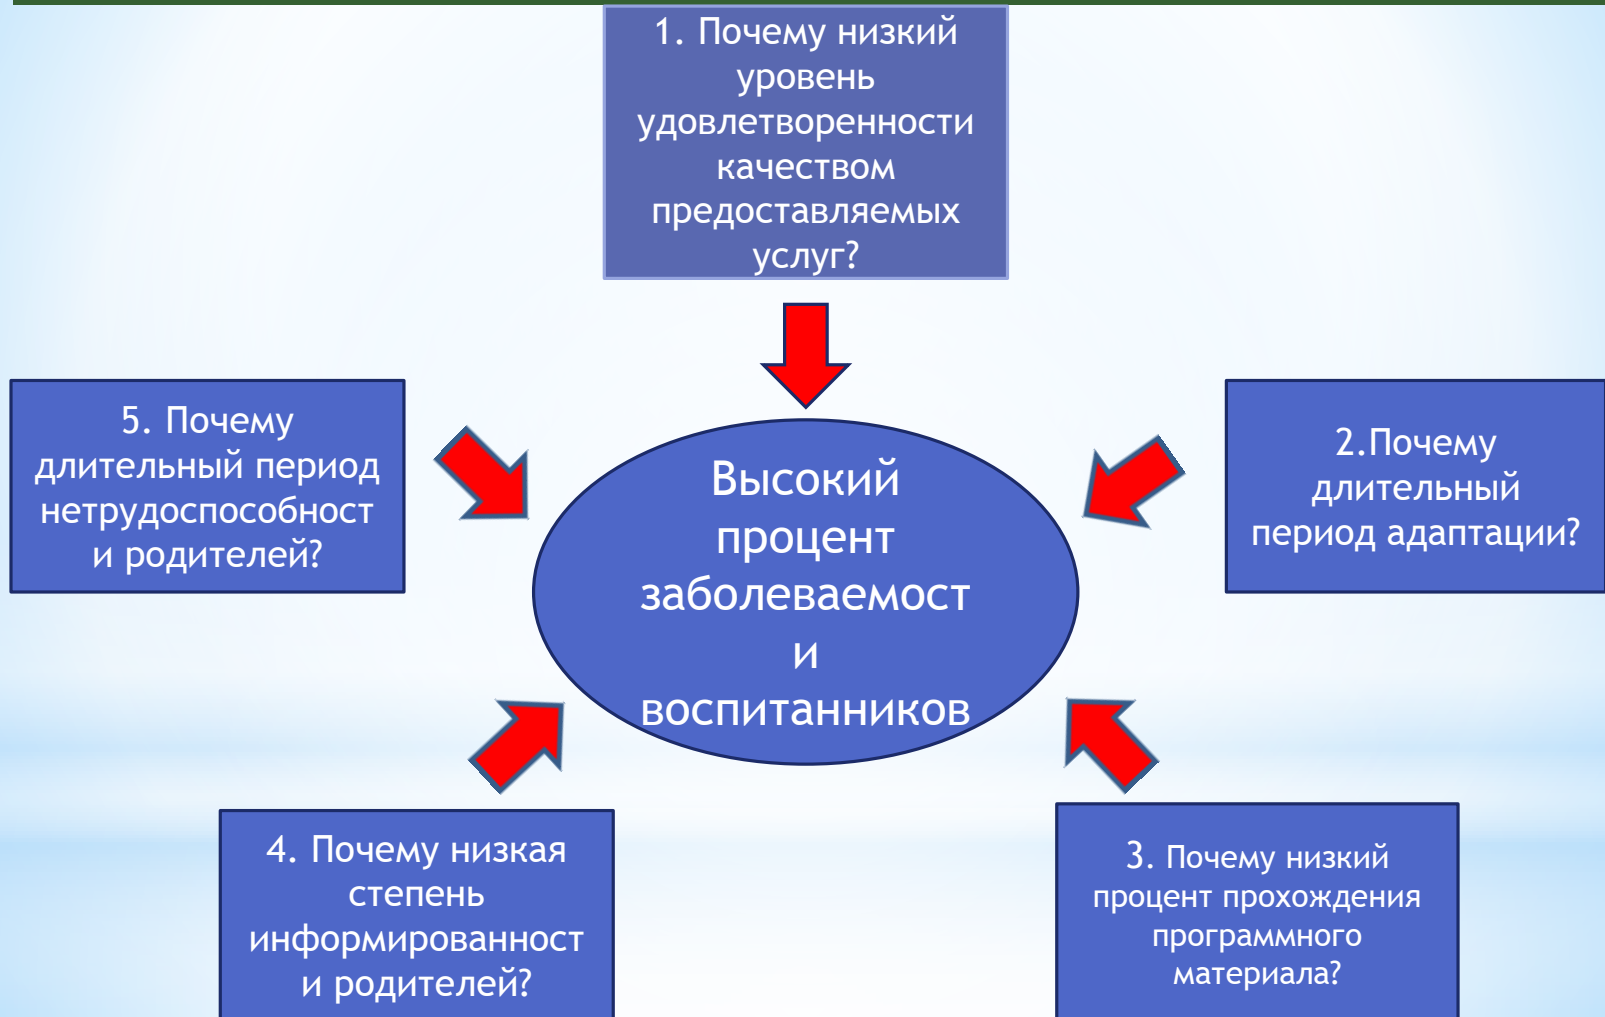 1. Почему низкий
уровень
удовлетворенности
качеством
предоставляемых
услуг?
5. Почему
длительный период
нетрудоспособност
и родителей?
Высокий
процент
заболеваемост
и
воспитанников
2.Почему
длительный
период адаптации?
4. Почему низкая
степень
информированност
и родителей?
3. Почему низкий
процент прохождения
программного
материала?